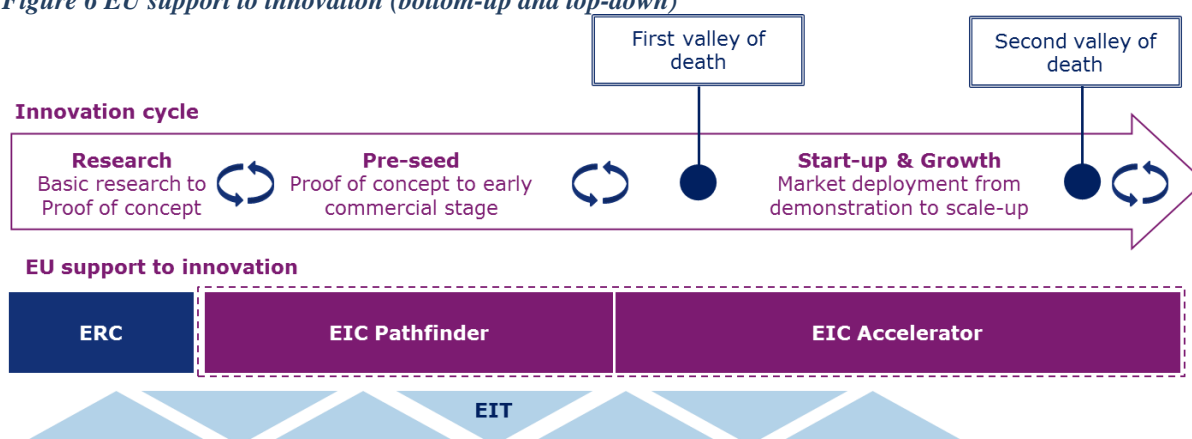 Figure 6 EU support to innovation (bottom-up and top-down)
First valley of
death
Second valley of
death
Innovation cycle
Research
Basic research to
Proof of concept
Pre-seed
Proof of concept to early
commercial stage
Start-up & Growth
Market deployment from
demonstration to scale-up
EU support to innovation
ERC
EIC Pathfinder
EIC Accelerator
EIT